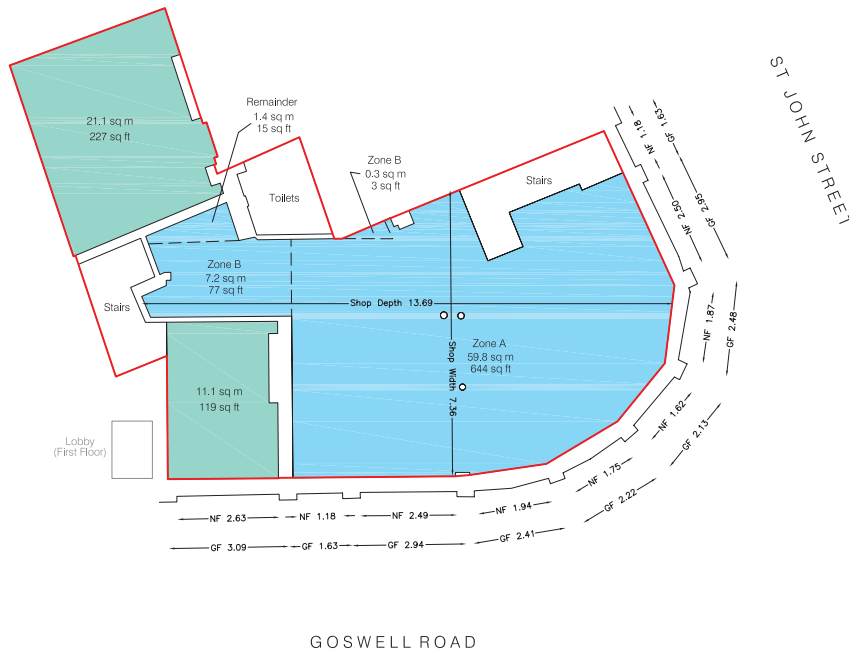 ST JOHN STREET
21.1 sq m
227 sq ft
Remainder
1.4 sq m
15 sq ft
Toilets
Zone B
0.3 sq m
3 sq ft
Stairs
NF 1.18
GF 1.63
NF 2.50
GF 2.95
Zone B
7.2 sq m
77 sq ft
Stairs
Shop Depth 13.69
Shop Width 7.36
Zone A
59.8 sq m
644 sq ft
NF 1.87
GF 2.48
11.1 sq m
119 sq ft
Lobby
(First Floor)
NF 1.62
GF 2.13
NF 1.75
GF 2.22
NF 2.63
NF 1.18
NF 2.49
NF 1.94
GF 3.09
GF 1.63
GF 2.94
GF 2.41
GOSWELL ROAD